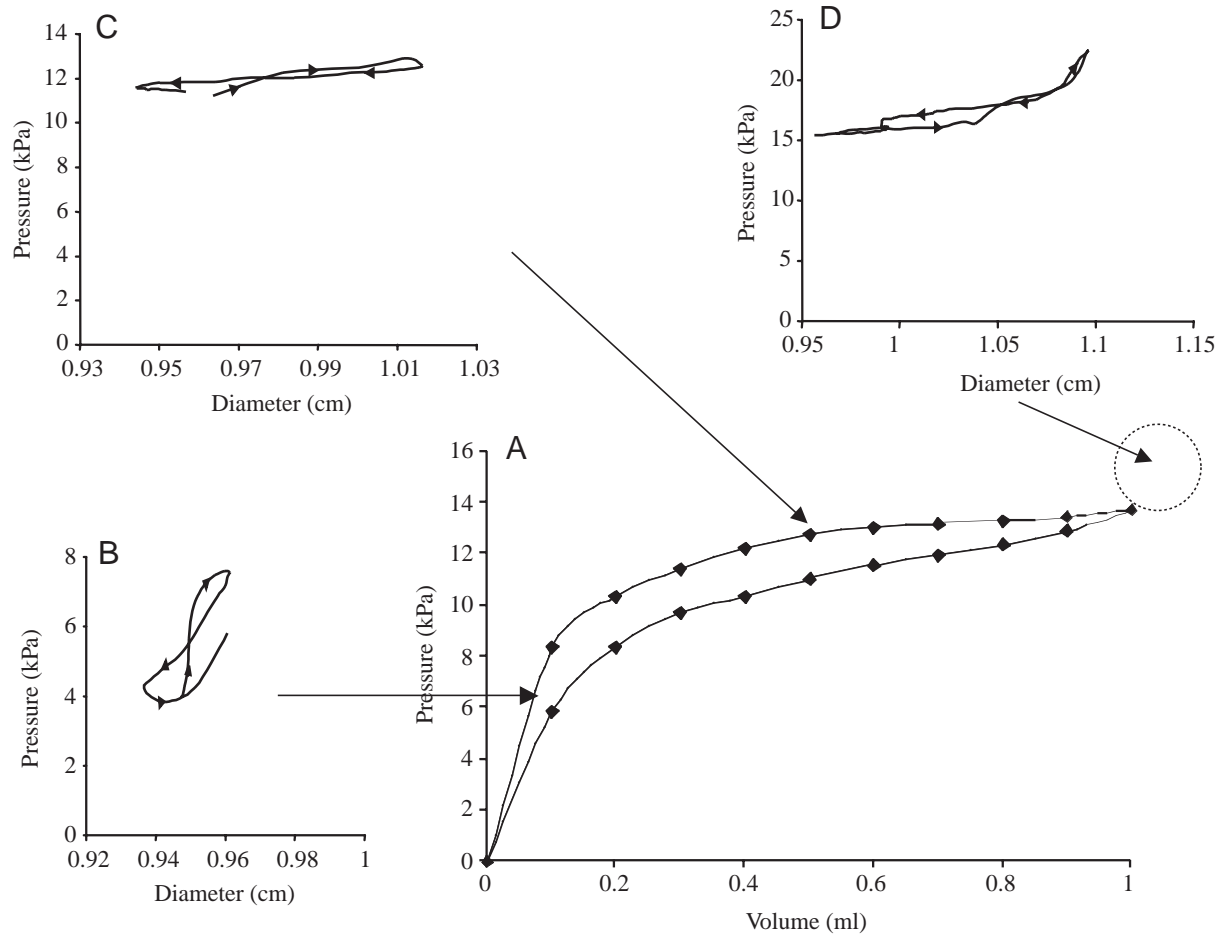 C
14
12
10
8
6
4
2
0
0.93 0.95 0.97 0.99 1.01 1.03
Pressure (kPa)
Diameter (cm)
D
25
20
15
10
5
0
0.95 1 1.05 1.1 1.15
Pressure (kPa)
Diameter (cm)
B
8
6
4
2
0
0.92 0.94 0.96 0.98 1
Pressure (kPa)
Diameter (cm)
A
16
14
12
10
8
6
4
2
0
0 0.2 0.4 0.6 0.8 1
Pressure (kPa)
Volume (ml)